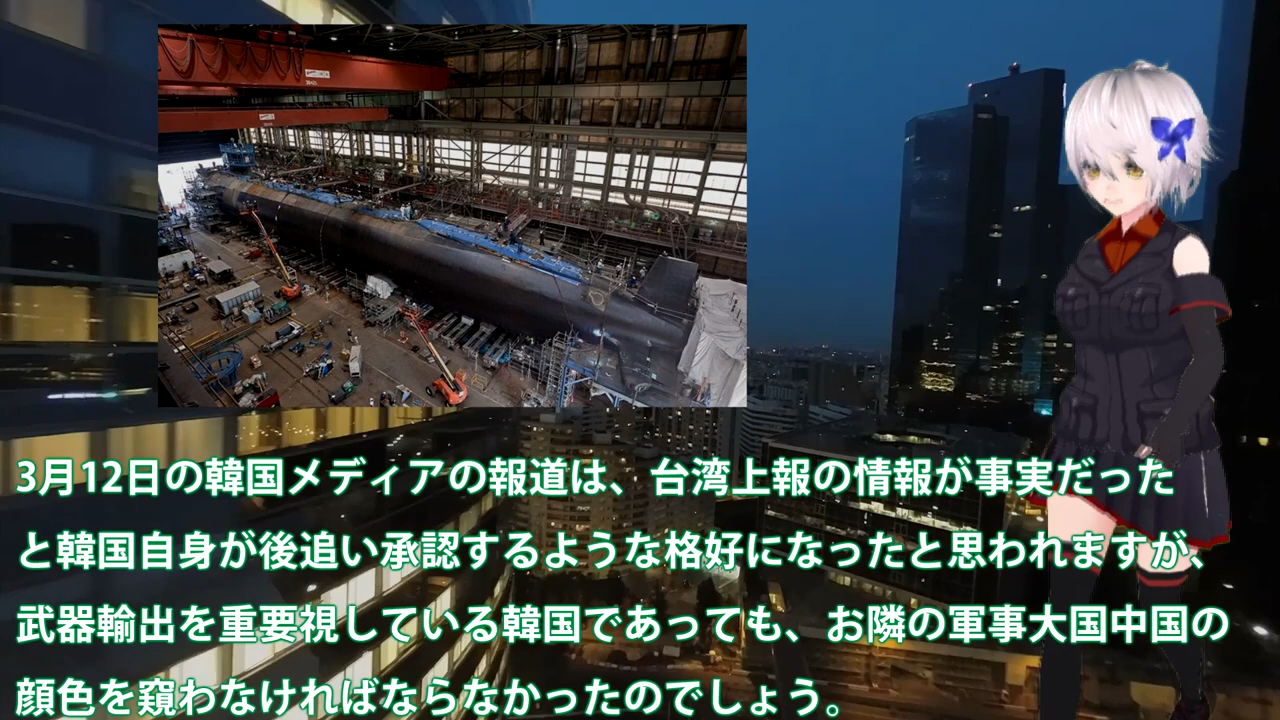 3月12日の韓国メディアの報道は、台湾上報の情報が事実だった
と韓国自身が後追い承認するような格好になったと思われますが、
武器輸出を重要視している韓国であっても、お隣の軍事大国中国の
顔色を窺わなければならなかったのでしょう。